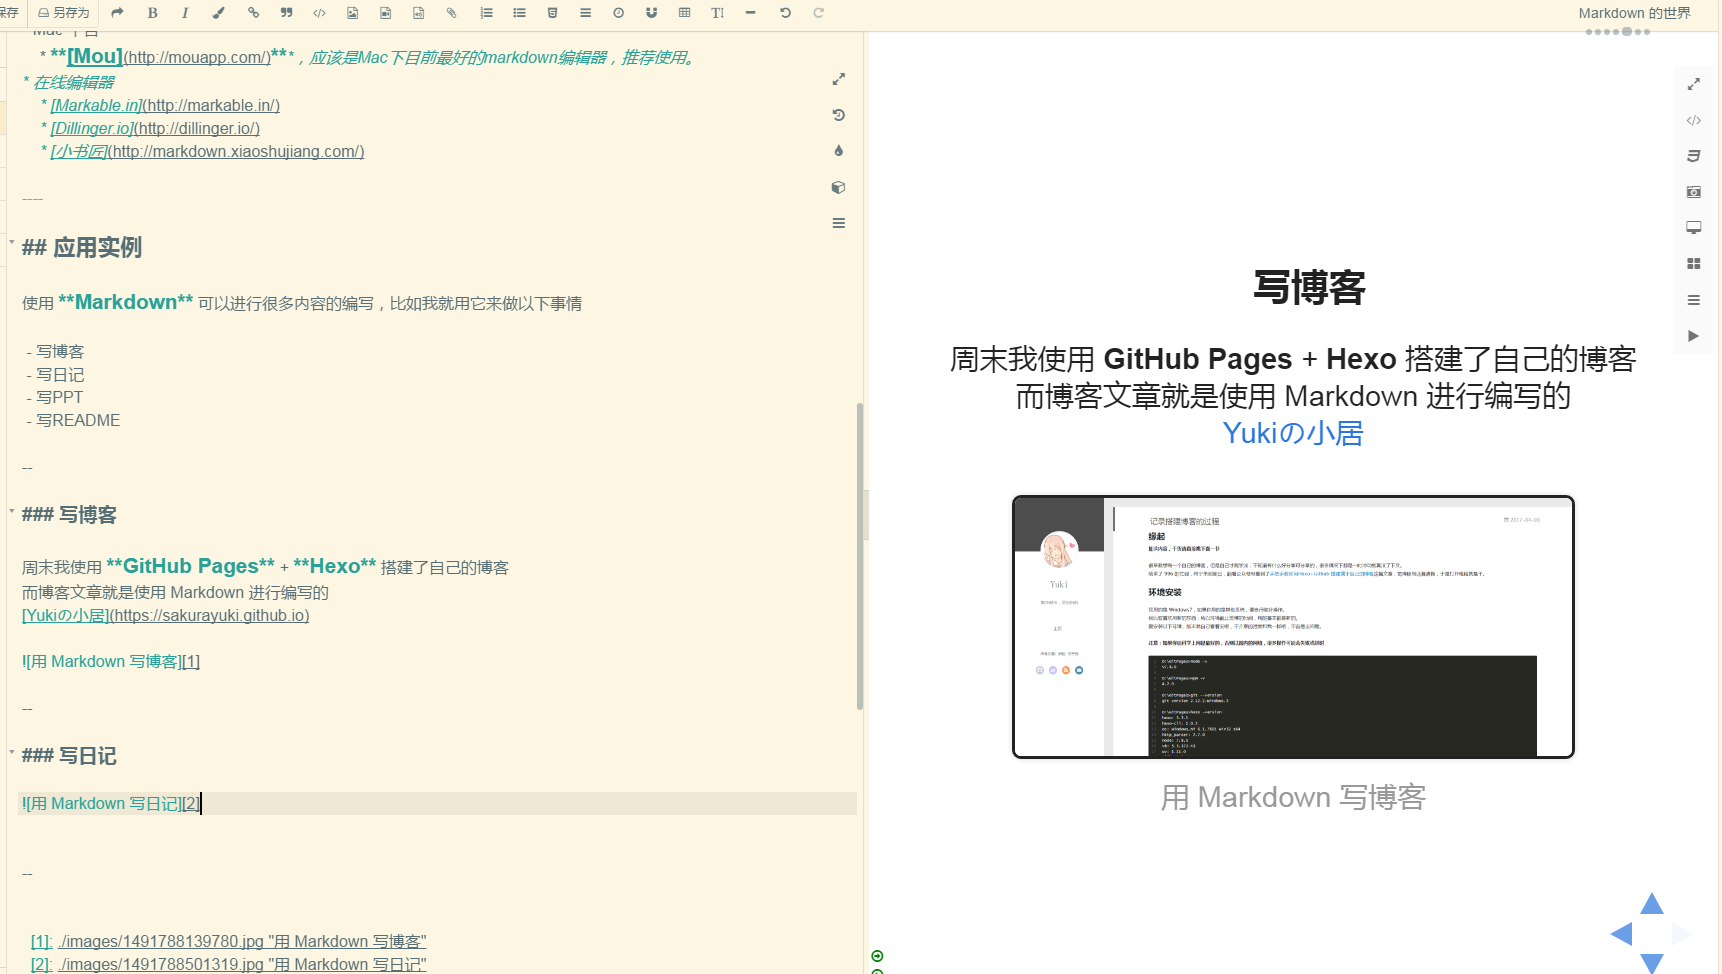 保存 另存为 Markdown 的世界
* **[Mou](http://mouapp.com/)***，应该是Mac下目前最好的markdown编辑器，推荐使用。
* 在线编辑器
* [Markable.in](http://markable.in/)
* [Dillinger.io](http://dillinger.io/)
* [小书匠](http://markdown.xiaoshujiang.com/)
----
## 应用实例
使用 **Markdown** 可以进行很多内容的编写，比如我就用它来做以下事情
- 写博客
- 写日记
- 写PPT
- 写README
--
### 写博客
周末我使用 **GitHub Pages** + **Hexo** 搭建了自己的博客
而博客文章就是使用 Markdown 进行编写的
[Yukiの小居](https://sakurayuki.github.io)
![用 Markdown 写博客][1]
--
### 写日记
![用 Markdown 写日记][2]
--
[1]: ./images/1491788139780.jpg "用 Markdown 写博客"
[2]: ./images/1491788501319.jpg "用 Markdown 写日记"
写博客
周末我使用 GitHub Pages + Hexo 搭建了自己的博客
而博客文章就是使用 Markdown 进行编写的
Yukiの小居
记录搭建博客的过程
2017-04-09
缘起
Yuki
环境安装
用 Markdown 写博客